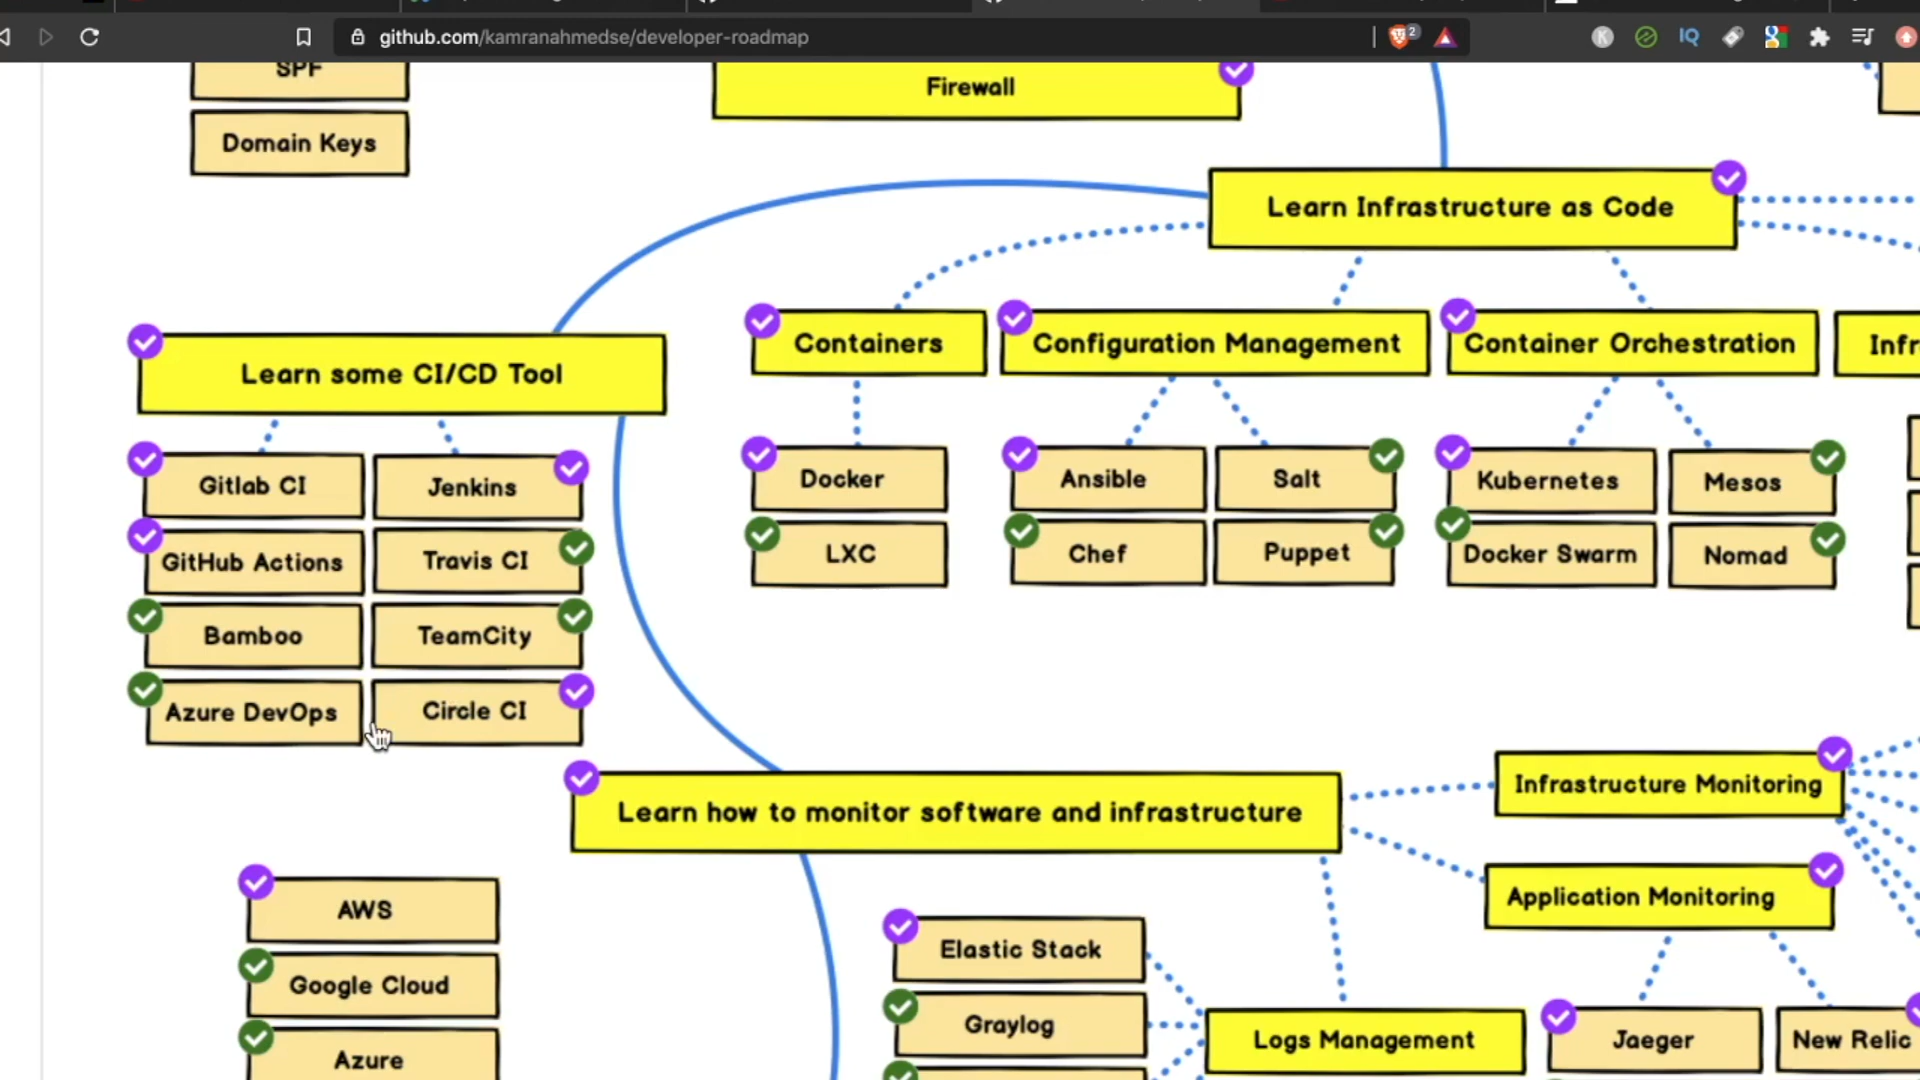 github.com/kamranahmedse/developer-roadmap
2
K
IQ
SPF
Firewall
Domain Keys
Learn Infrastructure as Code
Containers
Configuration Management
Container Orchestration
Infr
Learn some CI/CD Tool
Docker
Ansible
Salt
Kubernetes
Mesos
Gitlab CI
Jenkins
LXC
Chef
Puppet
Docker Swarm
Nomad
GitHub Actions
Travis CI
Bamboo
TeamCity
Azure DevOps
Circle CI
Learn how to monitor software and infrastructure
Infrastructure Monitoring
Application Monitoring
AWS
Elastic Stack
Google Cloud
Graylog
Logs Management
Jaeger
New Relic
Azure